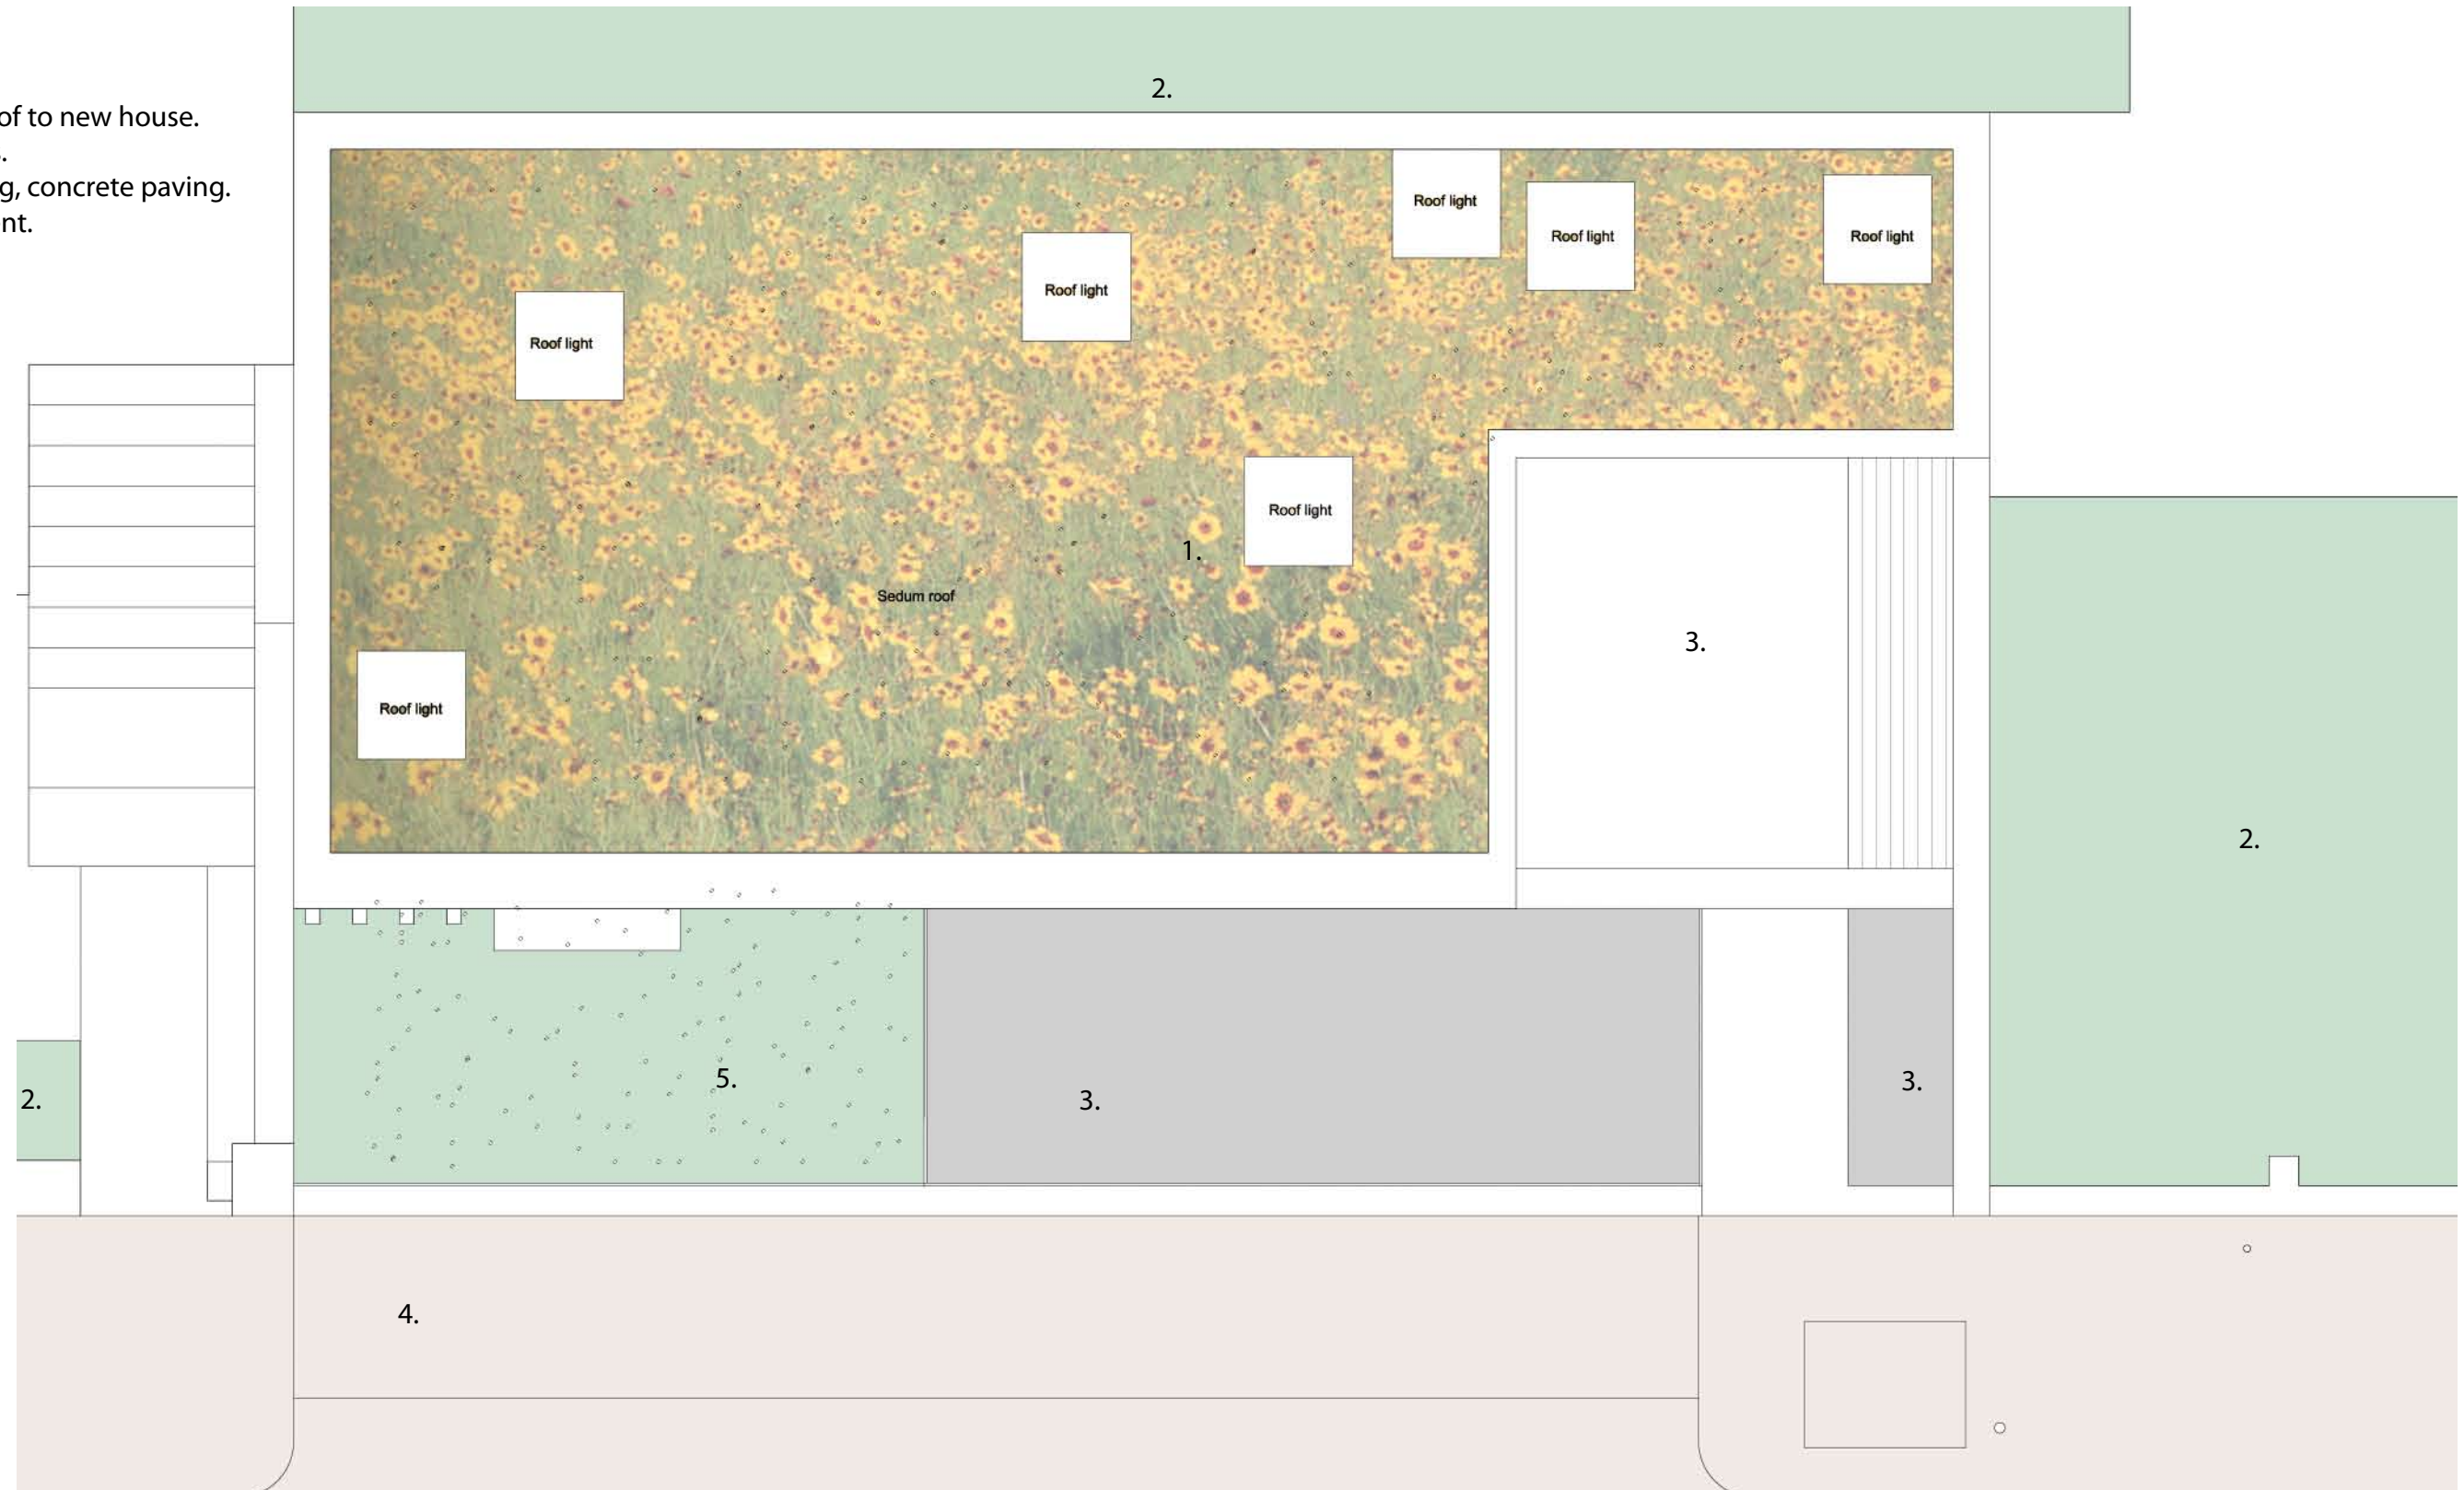 of to new house.
g, concrete paving.
nt.
2.
Roof light
Roof light
Roof light
Roof light
Roof light
Roof light
1.
Sedum roof
3.
Roof light
2.
5.
3.
3.
2.
4.